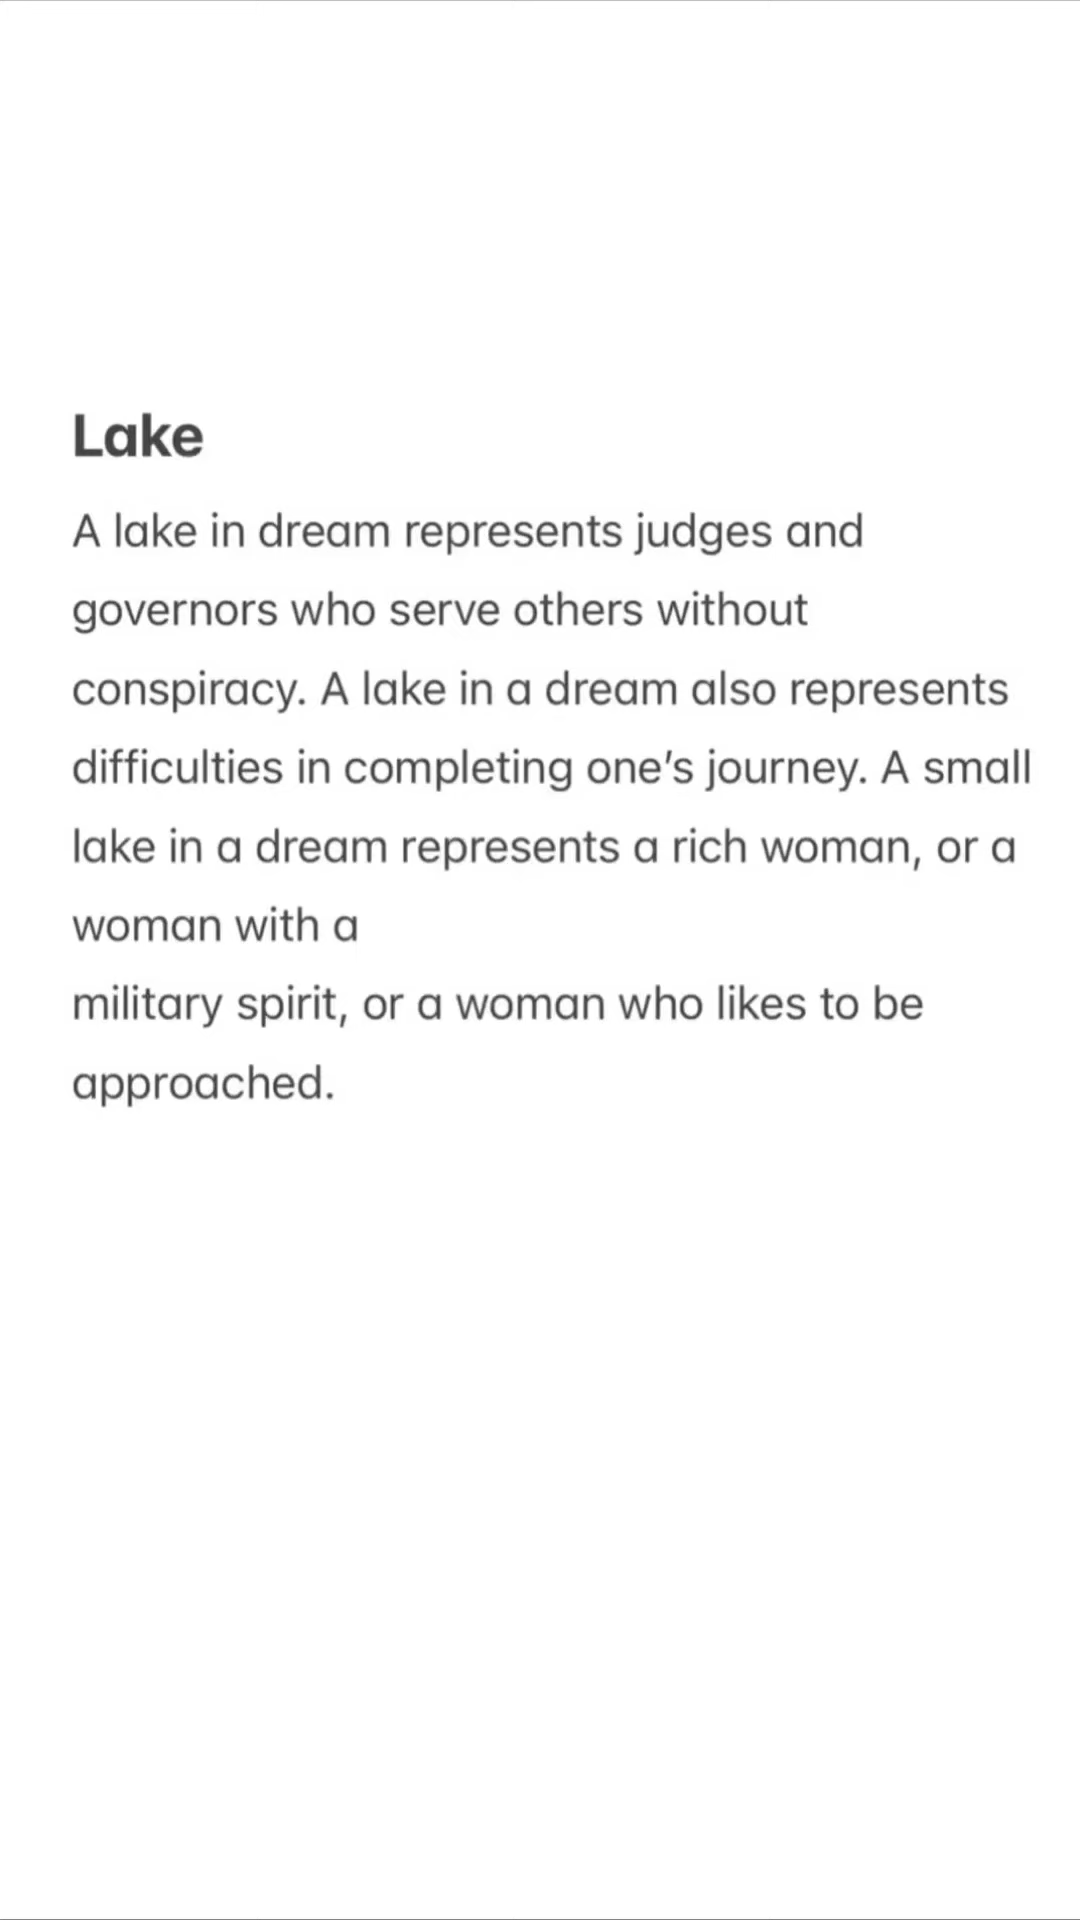 Lake
A lake in dream represents judges and
governors who serve others without
conspiracy. A lake in a dream also represents
difficulties in completing one’s journey. A small
lake in a dream represents a rich woman, or a
woman with a
military spirit, or a woman who likes to be
approached.